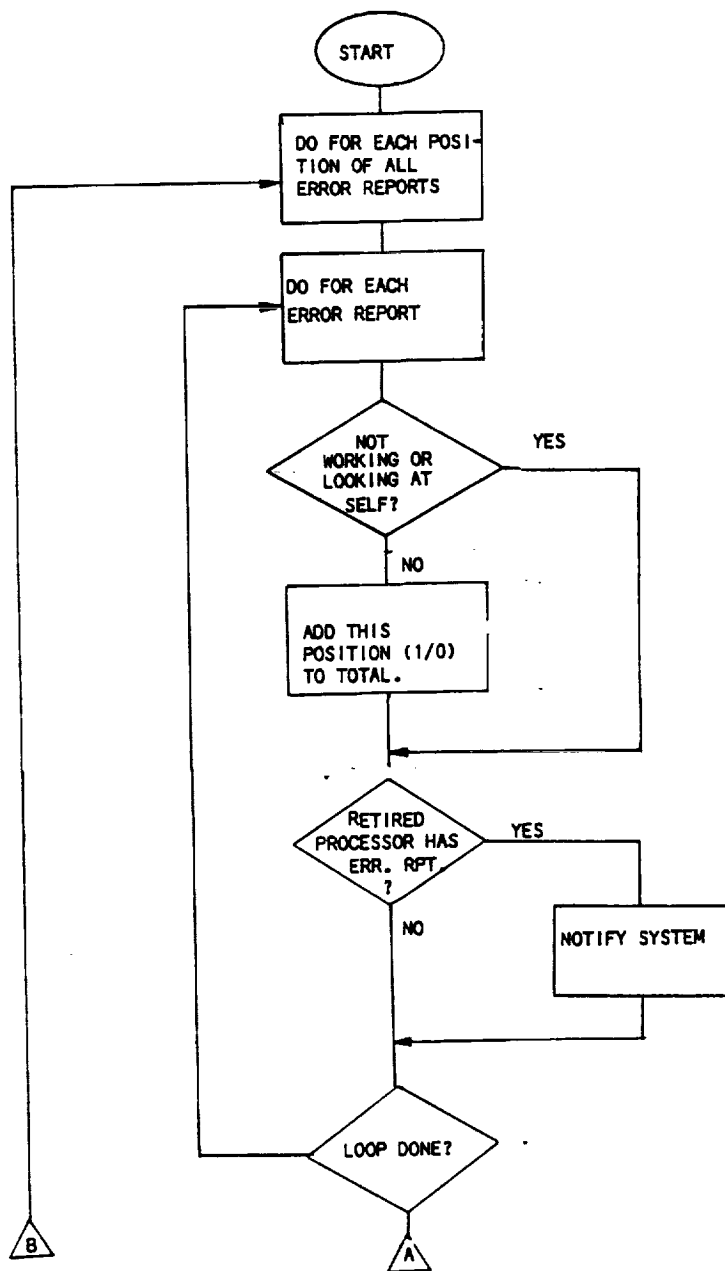 START
DO FOR EACH POSI-
TION OF ALL
ERROR REPORTS
DO FOR EACH
ERROR REPORT
NOT
WORKING OR
LOOKING AT
SELF?
YES
NO
ADD THIS
POSITION (1/0)
TO TOTAL.
RETIRED
PROCESSOR HAS
ERR. RPT.
?
YES
NO
NOTIFY SYSTEM
LOOP DONE?
B
A